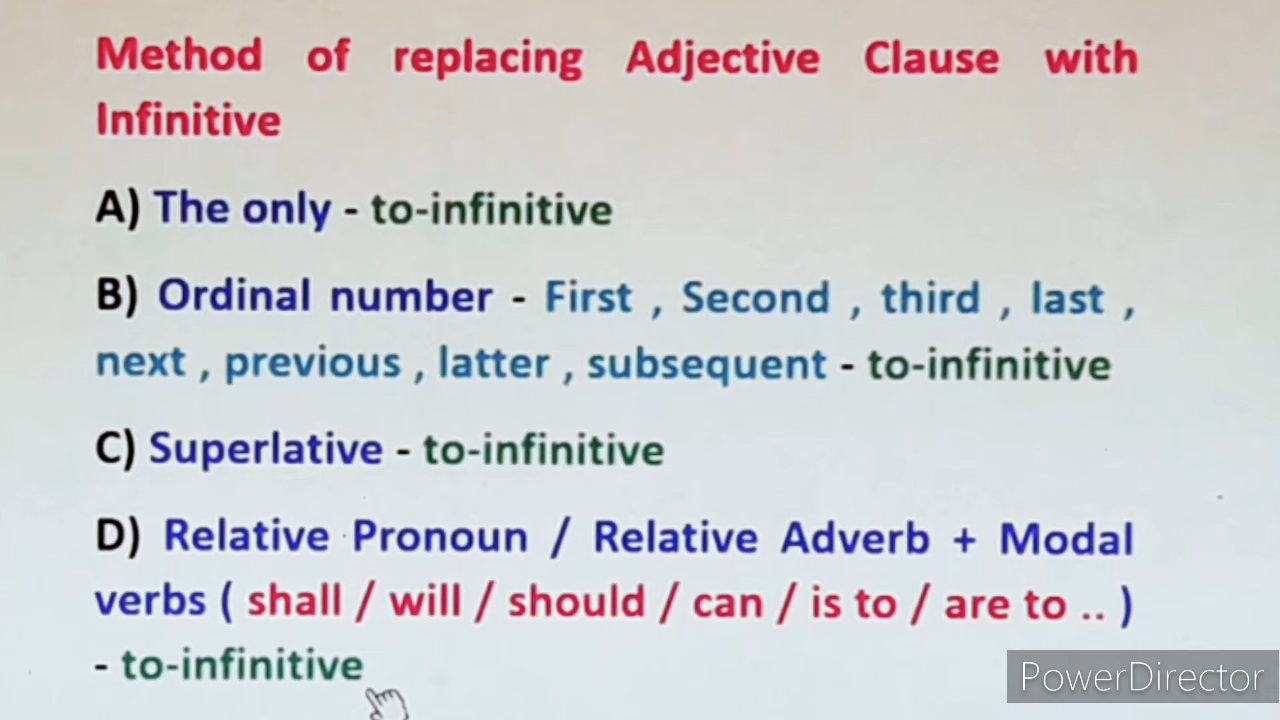 Method of replacing Adjective Clause with
Infinitive
A) The only - to-infinitive
B) Ordinal number - First , Second , third , last ,
next , previous , latter , subsequent - to-infinitive
C) Superlative - to-infinitive
D) Relative Pronoun / Relative Adverb + Modal
verbs ( shall / will / should / can / is to / are to .. )
- to-infinitive
PowerDirector